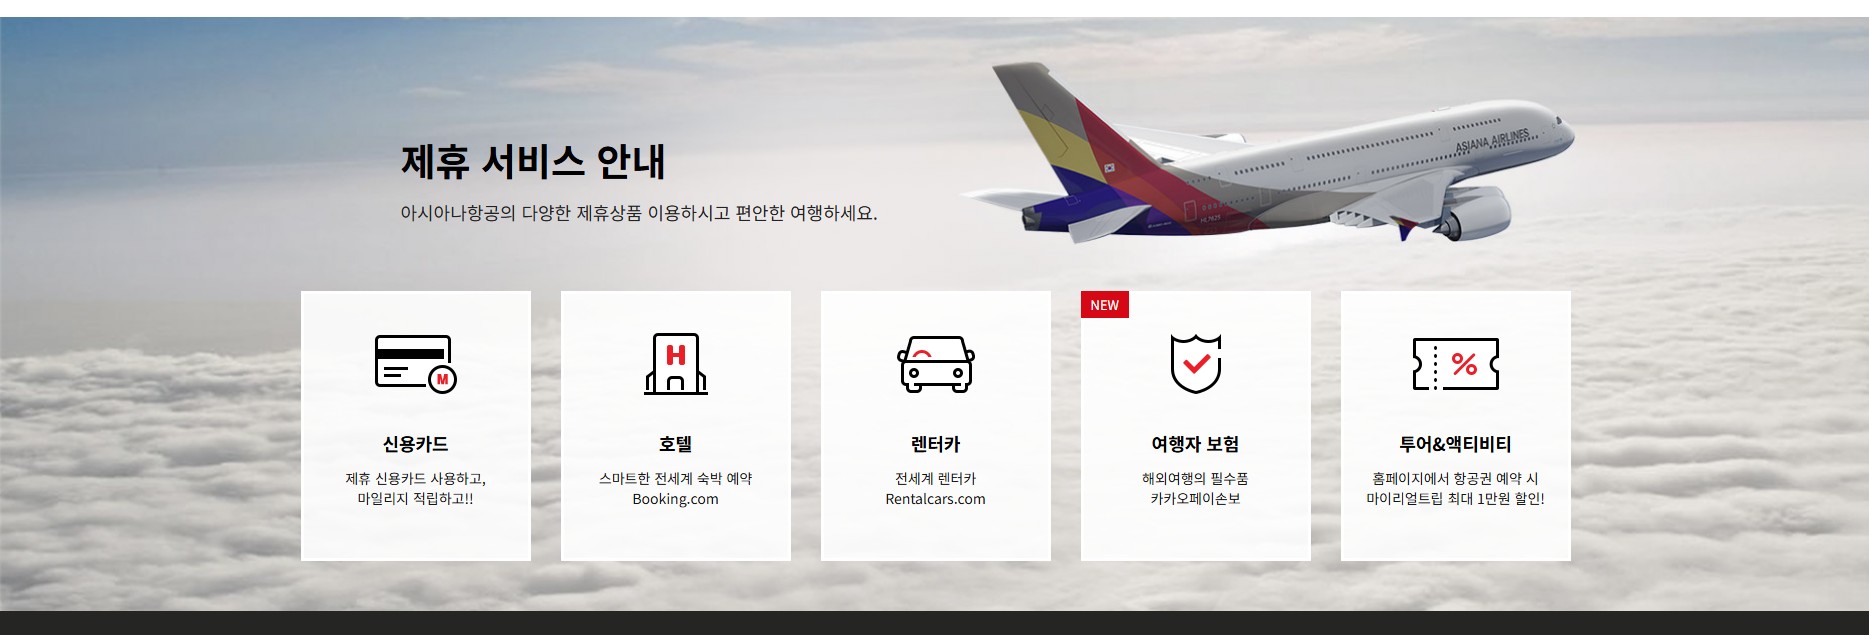 제휴 서비스 안내
아시아나항공의 다양한 제휴상품 이용하시고 편안한 여행하세요.
ASIANA AIRLINES
HL7625
M
신용카드
제휴 신용카드 사용하고,
마일리지 적립하고!!
H
호텔
스마트한 전세계 숙박 예약
Booking.com
렌터카
전세계 렌터카
Rentalcars.com
NEW
여행자 보험
해외여행의 필수품
카카오페이손보
%
투어&액티비티
홈페이지에서 항공권 예약 시
마이리얼트립 최대 1만원 할인!